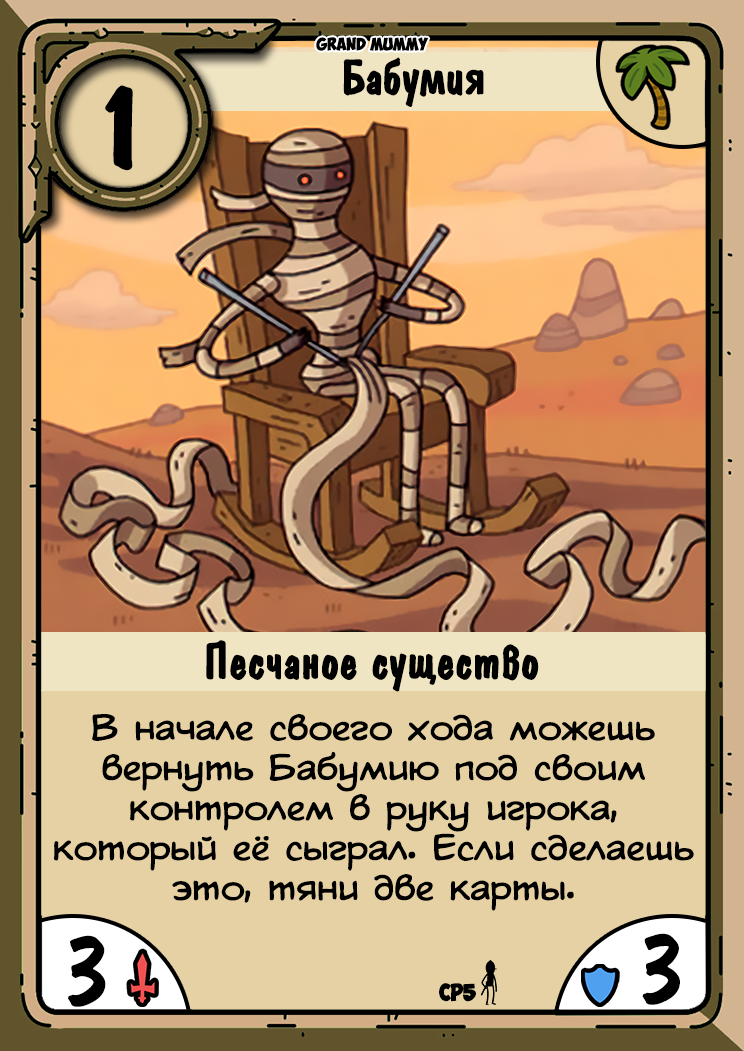 GRAND MUMMY
Бабумия
1
Песчаное существо
В начале своего хода можешь
вернуть Бабумию под своим
контролем в руку игрока,
который её сыграл. Если сделаешь
это, тяни две карты.
3
CP5
3